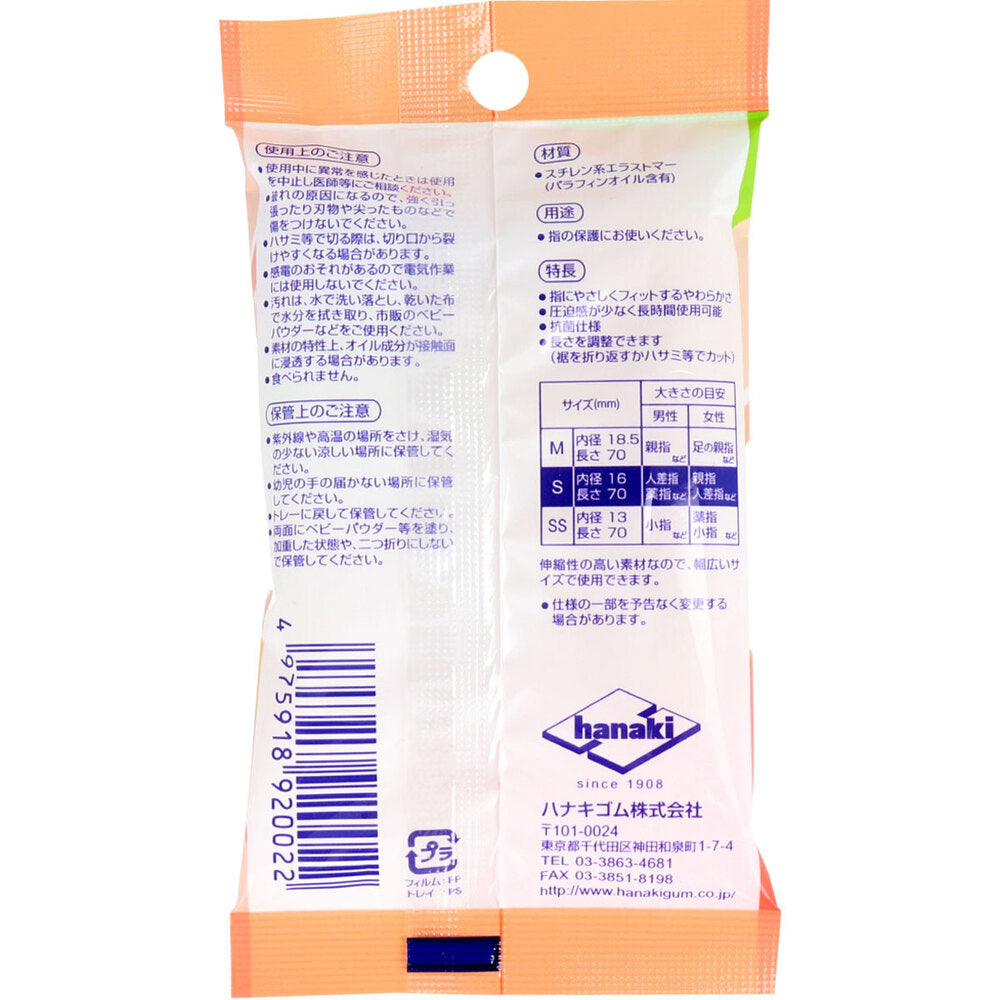 使用上のご注意
●使用中に異常を感じたときは使用
を中止し医師等にご相談ください。
●破れの原因になるので、強く引っ
張ったり刃物や尖ったものなどで
傷をつけないでください。
●ハサミ等で切る際は、切り口から裂
けやすくなる場合があります。
●感電のおそれがあるので電気作業
には使用しないでください。
●汚れは、水で洗い落とし、乾いた布
で水分を拭き取り、市販のベビー
パウダーなどをご使用ください。
●素材の特性上、オイル成分が接触面
に浸透する場合があります。
●食べられません。
保管上のご注意
●紫外線や高温の場所をさけ、湿気
の少ない涼しい場所に保管してく
ださい。
●幼児の手の届かない場所に保管
してください。
●トレーに戻して保管してください。
●両面にベビーパウダー等を塗り、
加重した状態や、二つ折りにしない
で保管してください。
4 975918 920022
プラ
フィルム:PP
トレイ:PS
材質
●スチレン系エラストマー
(パラフィンオイル含有)
用途
●指の保護にお使いください。
特長
●指にやさしくフィットするやわらかさ
●圧迫感が少なく長時間使用可能
●抗菌仕様
●長さを調整できます
(裾を折り返すかハサミ等でカット)
サイズ(mm) 大きさの目安
男性 女性
M 内径 18.5 長さ 70 親指など 足の親指など
S 内径 16 長さ 70 人差指 薬指など 親指 人差指など
SS 内径 13 長さ 70 小指など 薬指 小指など
伸縮性の高い素材なので、幅広いサ
イズで使用できます。
●仕様の一部を予告なく変更する
場合があります。
hanaki
since 1908
ハナキゴム株式会社
〒101-0024
東京都千代田区神田和泉町1-7-4
TEL 03-3863-4681
FAX 03-3851-8198
http://www.hanakigum.co.jp/